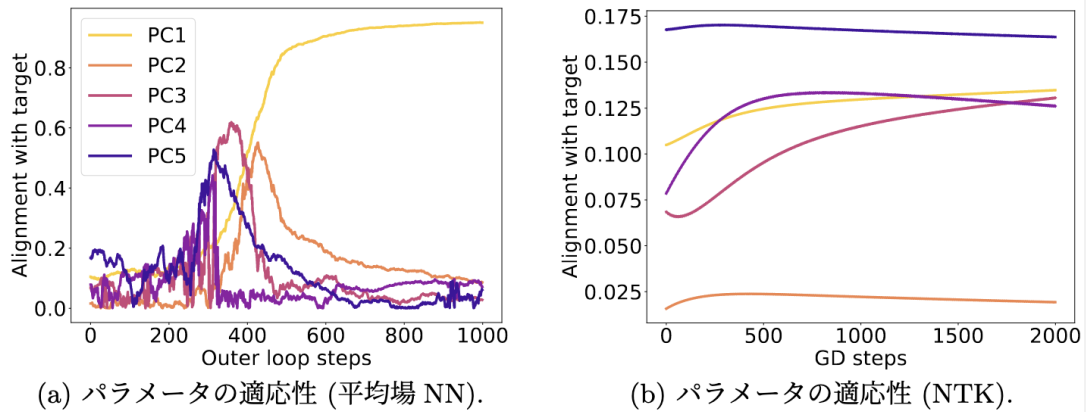 PC1
PC2
PC3
PC4
PC5
Alignment with target
0.0
0.2
0.4
0.6
0.8
0 200 400 600 800 1000
Outer loop steps
(a) パラメータの適応性 (平均場 NN).
Alignment with target
0.175
0.150
0.125
0.100
0.075
0.050
0.025
0 500 1000 1500 2000
GD steps
(b) パラメータの適応性 (NTK).